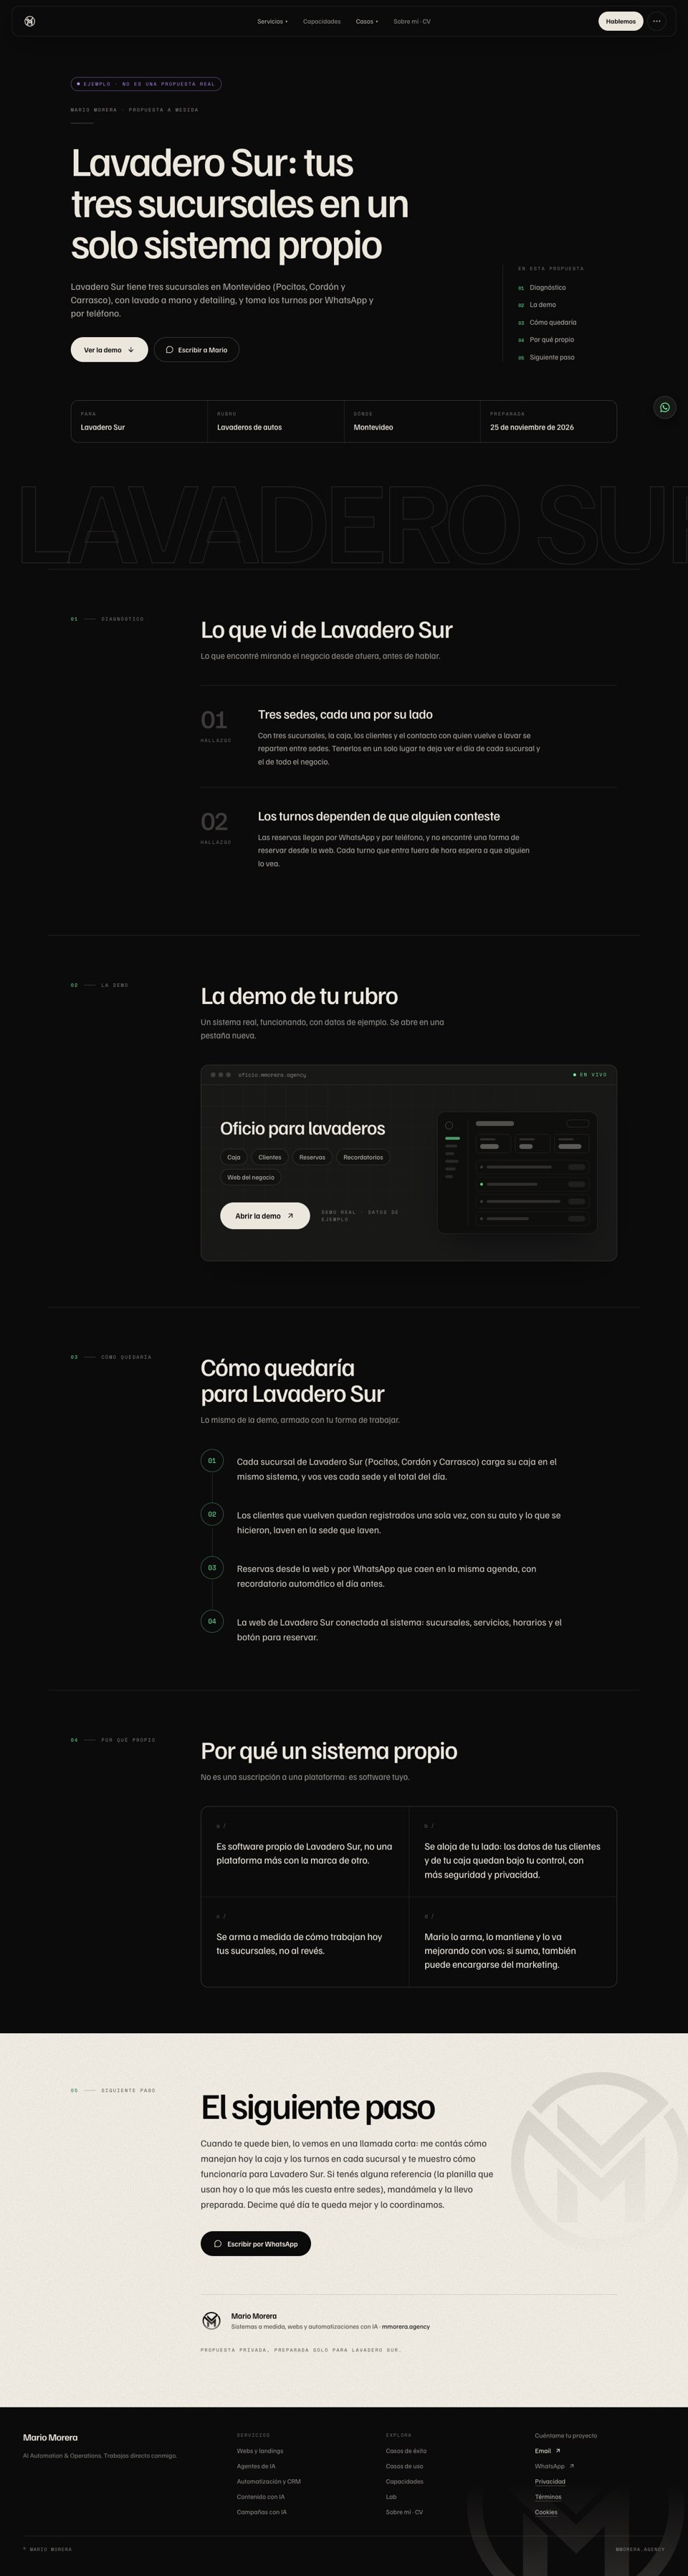 Servicios
Capacidades
Casos
Sobre mí · CV
Hablemos
EJEMPLO · NO ES UNA PROPUESTA REAL
MARIO MORERA · PROPUESTA A MEDIDA
Lavadero Sur: tus
tres sucursales en un
solo sistema propio
Lavadero Sur tiene tres sucursales en Montevideo (Pocitos, Cordón y
Carrasco), con lavado a mano y detailing, y toma los turnos por WhatsApp y
por teléfono.
Ver la demo
Escribir a Mario
EN ESTA PROPUESTA
01 Diagnóstico
02 La demo
03 Cómo quedaría
04 Por qué propio
05 Siguiente paso
PARA
Lavadero Sur
RUBRO
Lavaderos de autos
DÓNDE
Montevideo
PREPARADA
25 de noviembre de 2026
LAVADERO SUR
01 DIAGNÓSTICO
Lo que vi de Lavadero Sur
Lo que encontré mirando el negocio desde afuera, antes de hablar.
01
HALLAZGO
Tres sedes, cada una por su lado
Con tres sucursales, la caja, los clientes y el contacto con quien vuelve a lavar se
reparten entre sedes. Tenerlos en un solo lugar te deja ver el día de cada sucursal y
el de todo el negocio.
02
HALLAZGO
Los turnos dependen de que alguien conteste
Las reservas llegan por WhatsApp y por teléfono, y no encontré una forma de
reservar desde la web. Cada turno que entra fuera de hora espera a que alguien
lo vea.
02 LA DEMO
La demo de tu rubro
Un sistema real, funcionando, con datos de ejemplo. Se abre en una
pestaña nueva.
oficio.mmorera.agency
EN VIVO
Oficio para lavaderos
Caja
Clientes
Reservas
Recordatorios
Web del negocio
Abrir la demo
DEMO REAL · DATOS DE
EJEMPLO
03 CÓMO QUEDARÍA
Cómo quedaría
para Lavadero Sur
Lo mismo de la demo, armado con tu forma de trabajar.
01
Cada sucursal de Lavadero Sur (Pocitos, Cordón y Carrasco) carga su caja en el
mismo sistema, y vos ves cada sede y el total del día.
02
Los clientes que vuelven quedan registrados una sola vez, con su auto y lo que se
hicieron, laven en la sede que laven.
03
Reservas desde la web y por WhatsApp que caen en la misma agenda, con
recordatorio automático el día antes.
04
La web de Lavadero Sur conectada al sistema: sucursales, servicios, horarios y el
botón para reservar.
04 POR QUÉ PROPIO
Por qué un sistema propio
No es una suscripción a una plataforma: es software tuyo.
a /
Es software propio de Lavadero Sur, no una
plataforma más con la marca de otro.
b /
Se aloja de tu lado: los datos de tus clientes
y de tu caja quedan bajo tu control, con
más seguridad y privacidad.
c /
Se arma a medida de cómo trabajan hoy
tus sucursales, no al revés.
d /
Mario lo arma, lo mantiene y lo va
mejorando con vos; si suma, también
puede encargarse del marketing.
05 SIGUIENTE PASO
El siguiente paso
Cuando te quede bien, lo vemos en una llamada corta: me contás cómo
manejan hoy la caja y los turnos en cada sucursal y te muestro cómo
funcionaría para Lavadero Sur. Si tenés alguna referencia (la planilla que
usan hoy o lo que más les cuesta entre sedes), mandámela y la llevo
preparada. Decime qué día te queda mejor y lo coordinamos.
Escribir por WhatsApp
Mario Morera
Sistemas a medida, webs y automatizaciones con IA · mmorera.agency
PROPUESTA PRIVADA, PREPARADA SOLO PARA LAVADERO SUR.
Mario Morera
AI Automation & Operations. Trabajas directo conmigo.
SERVICIOS
Webs y landings
Agentes de IA
Automatización y CRM
Contenido con IA
Campañas con IA
EXPLORA
Casos de éxito
Casos de uso
Capacidades
Lab
Sobre mí · CV
Cuéntame tu proyecto
Email
WhatsApp
Privacidad
Términos
Cookies
MARIO MORERA
MMORERA.AGENCY